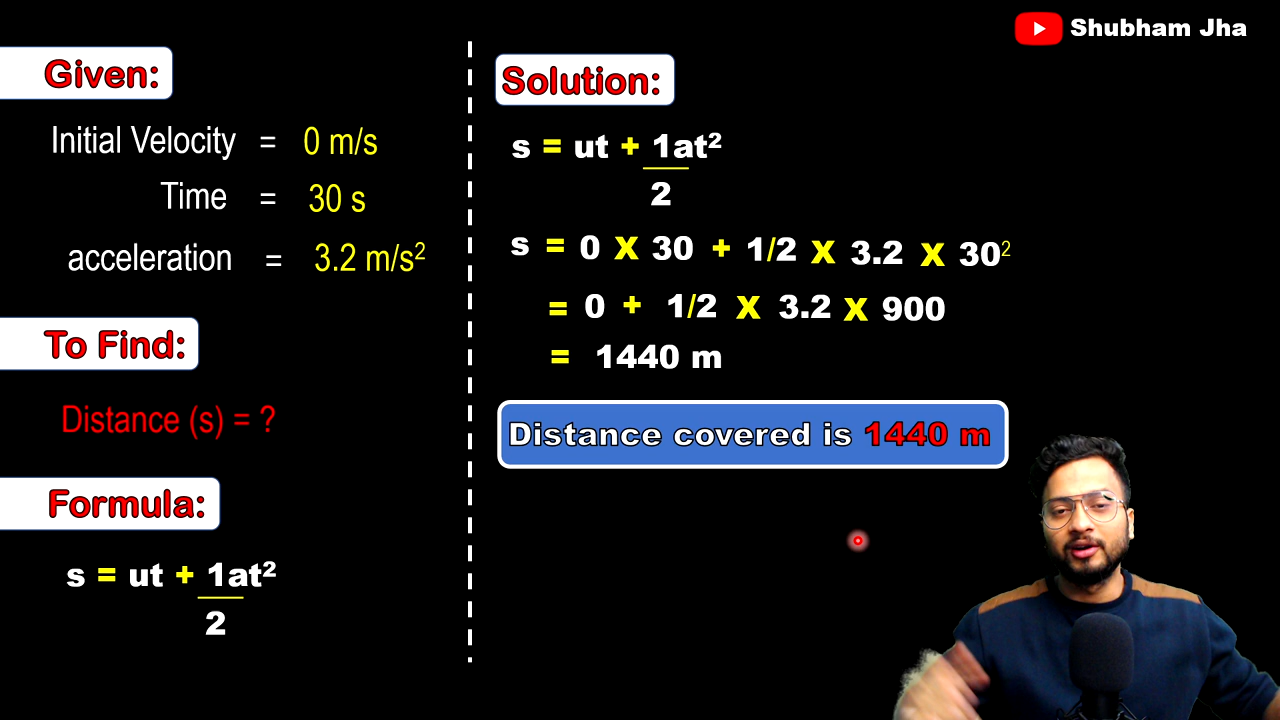 Shubham Jha
Given:
Initial Velocity = 0 m/s
Time = 30 s
acceleration = 3.2 m/s²
To Find:
Distance (s) = ?
Formula:
s = ut + 1at²
2
Solution:
s = ut + 1at²
2
s = 0 X 30 + 1/2 X 3.2 X 30²
= 0 + 1/2 X 3.2 X 900
= 1440 m
Distance covered is 1440 m